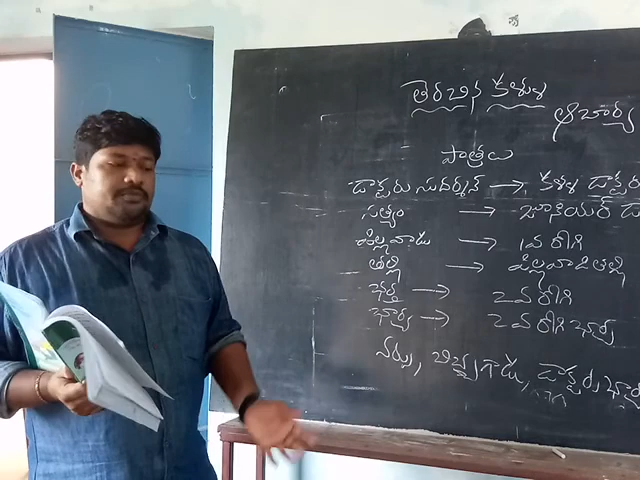 తెరచిన కళ్ళు
ఆచార్య
పాత్రలు
డాక్టరు సుదర్శన్ → కళ్ళ డాక్టరు
సత్యం → జూనియర్ డా
పిల్లవాడు → 1వ రోగి
తల్లి → పిల్లవాడి తల్లి
భర్త → 2వ రోగి
భార్య → 2వ రోగి భార్య
నర్సు, బిచ్చగాడు, డాక్టర్కు భార్య